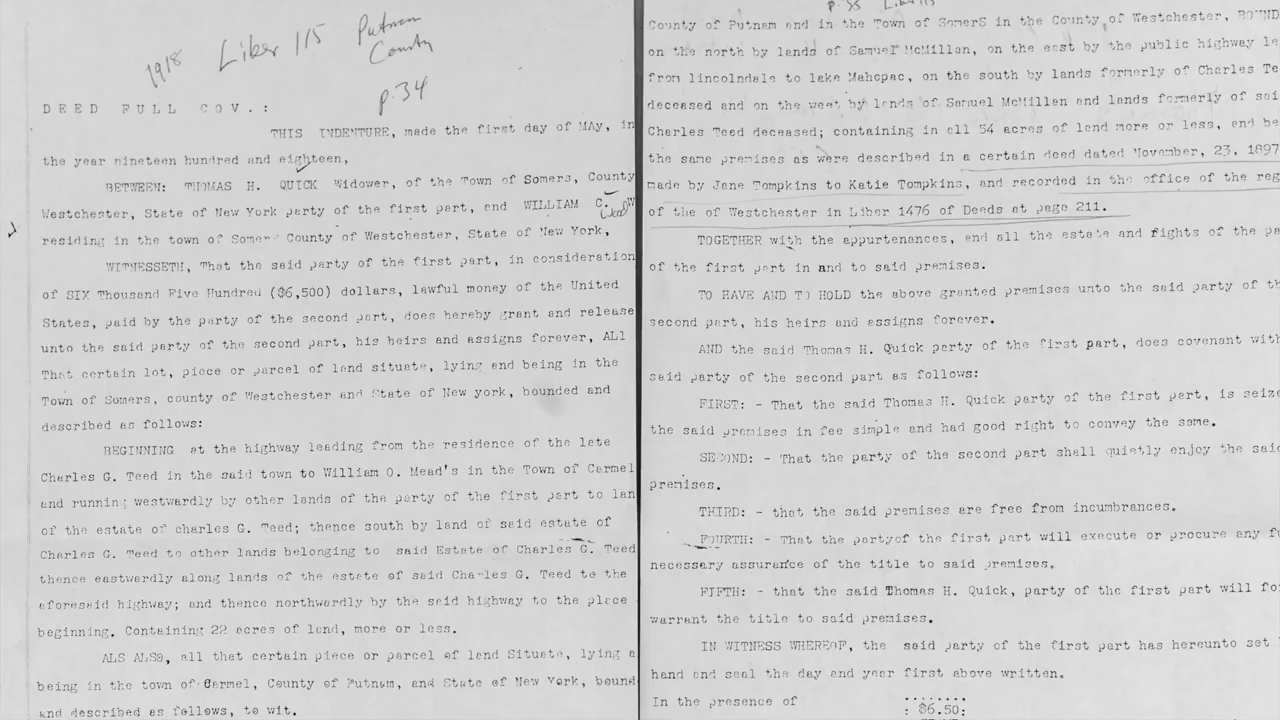 1918 Liber 115 Putnam
County
p.34
DEED FULL COV.:
THIS INDENTURE, made the first day of MAy, in
the year nineteen hundred and eighteen,
BETWEEN: THOMAS H. QUICK Widower, of the Town of Somers, County
Westchester, State of New York party of the first part, and WILLIAM C. W
residing in the town of Somers County of Westchester, State of New York,
WITNESSETH, That the said party of the first part, in consideration
of SIX Thousand Five Hundred ($6,500) dollars, lawful money of the United
States, paid by the party of the second part, does hereby grant and release
unto the said party of the second part, his heirs and assigns forever, ALl
That certain lot, piece or parcel of land situate, lying and being in the
Town of Somers, county of Westchester and State of New york, bounded and
described as follows:
BEGINNING at the highway leading from the residence of the late
Charles G. Teed in the said town to William O. Mead's in the Town of Carmel
and running westwardly by other lands of the party of the first part to lan
of the estate of charles G. Teed; thence south by land of said estate of
Charles G. Teed to other lands belonging to said Estate of Charles G. Teed
thence eastwardly along lands of the estate of said Charles G. Teed to the
aforesaid highway; and thence northwardly by the said highway to the place
beginning. Containing 22 acres of land, more or less.
ALS ALSO, all that certain piece or parcel of land Situate, lying a
being in the town of Carmel, County of Putnam, and State of New York, bound
and described as follows, to wit.
p. 35 Liber 115
County of Putnam and in the Town of SomerS in the County of Westchester, BOUND
on the north by lands of Samuel McMillan, on the east by the public highway le
from lincolndale to lake Mahopac, on the south by lands formerly of Charles Te
deceased and on the west by lands of Samuel McMillen and lands formerly of sai
Charles Teed deceased; containing in all 54 acres of land more or less, and be
the same premises as were described in a certain deed dated November, 23, 1897
made by Jane Tompkins to Katie Tompkins, and recorded in the office of the reg
of the of Westchester in Liber 1476 of Deeds at page 211.
TOGETHER with the appurtenances, and all the estate and rights of the pa
of the first part in and to said premises.
TO HAVE AND TO HOLD the above granted premises unto the said party of th
second part, his heirs and assigns forever.
AND the said Thomas H. Quick party of the first part, does covenant with
said party of the second part as follows:
FIRST: - That the said Thomas H. Quick party of the first part, is seize
the said premises in fee simple and had good right to convey the same.
SECOND: - That the party of the second part shall quietly enjoy the said
premises.
THIRD: - that the said premises are free from incumbrances.
FOURTH: - That the partyof the first part will execute or procure any fu
necessary assurance of the title to said premises.
FIFTH: - that the said Thomas H. Quick, party of the first part will fo
warrant the title to said premises.
IN WITNESS WHEREOF, the said party of the first part has hereunto set
hand and seal the day and year first above written.
In the presence of
: $6.50: